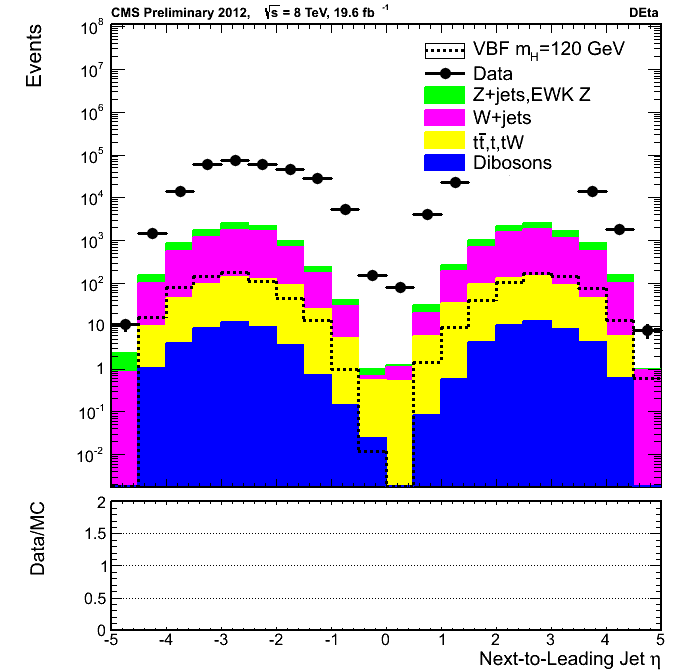 CMS Preliminary 2012, √s = 8 TeV, 19.6 fb⁻¹ DEta
Events
10⁸
10⁷
10⁶
10⁵
10⁴
10³
10²
10
1
10⁻¹
10⁻²
VBF m_H=120 GeV
Data
Z+jets,EWK Z
W+jets
tt̅,t,tW
Dibosons
Data/MC
2
1.5
1
0.5
0
-5 -4 -3 -2 -1 0 1 2 3 4 5
Next-to-Leading Jet η